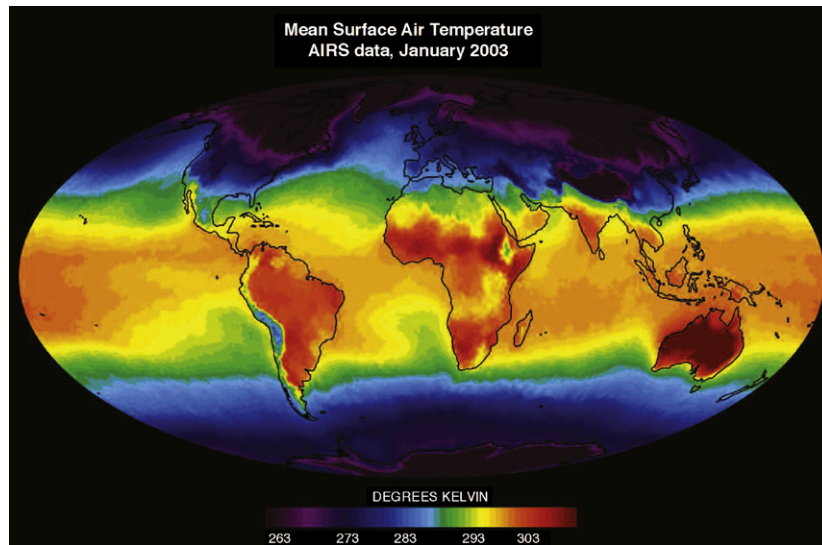 Mean Surface Air Temperature
AIRS data, January 2003
DEGREES KELVIN
263 273 283 293 303